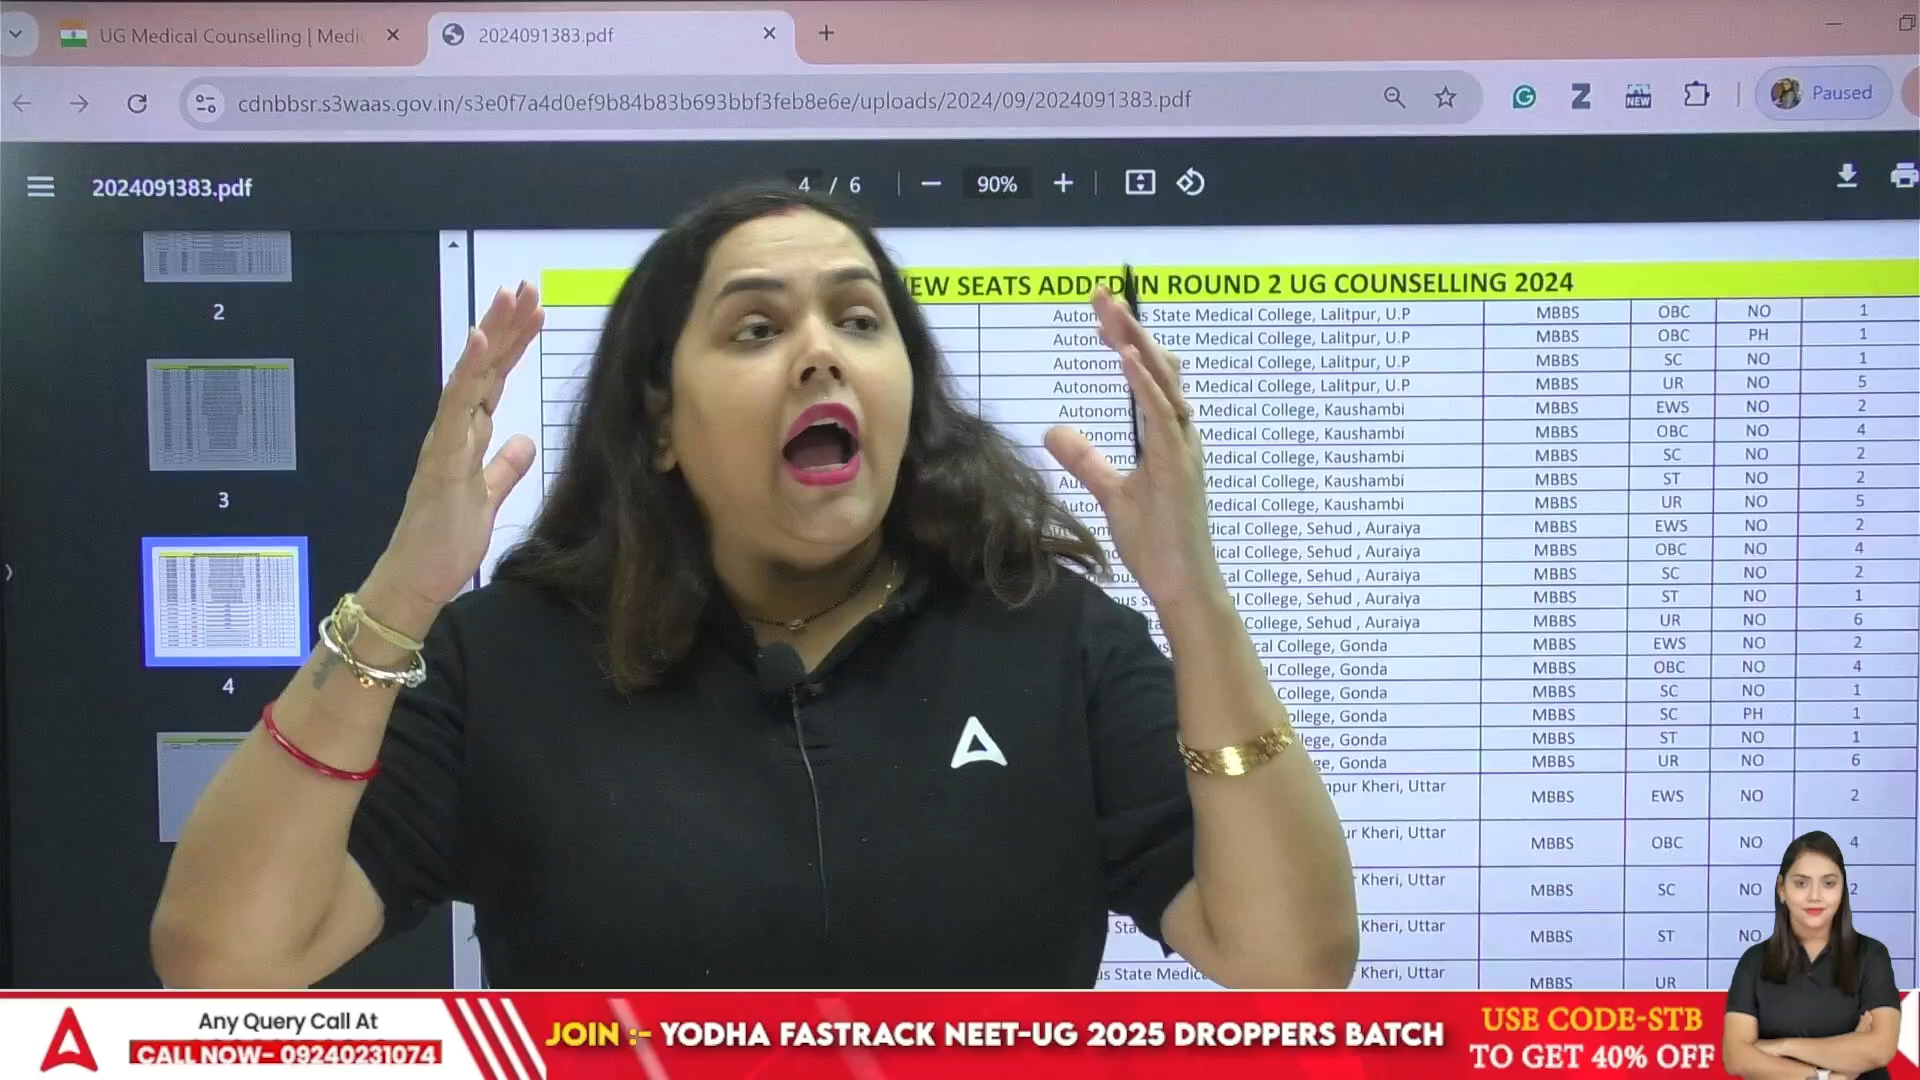 UG Medical Counselling | Medi
2024091383.pdf
cdnbbsr.s3waas.gov.in/s3e0f7a4d0ef9b84b83b693bbf3feb8e6e/uploads/2024/09/2024091383.pdf
NEW
Paused
2024091383.pdf
4 / 6
90%
2
3
4
NEW SEATS ADDED IN ROUND 2 UG COUNSELLING 2024
State Medical College, Lalitpur, U.P MBBS OBC NO 1
State Medical College, Lalitpur, U.P MBBS OBC PH 1
Medical College, Lalitpur, U.P MBBS SC NO 1
Medical College, Lalitpur, U.P MBBS UR NO 5
Medical College, Kaushambi MBBS EWS NO 2
Medical College, Kaushambi MBBS OBC NO 4
Medical College, Kaushambi MBBS SC NO 2
Medical College, Kaushambi MBBS ST NO 2
Medical College, Kaushambi MBBS UR NO 5
dical College, Sehud , Auraiya MBBS EWS NO 2
ical College, Sehud , Auraiya MBBS OBC NO 4
cal College, Sehud , Auraiya MBBS SC NO 2
l College, Sehud , Auraiya MBBS ST NO 1
College, Sehud , Auraiya MBBS UR NO 6
cal College, Gonda MBBS EWS NO 2
al College, Gonda MBBS OBC NO 4
College, Gonda MBBS SC NO 1
ollege, Gonda MBBS SC PH 1
lege, Gonda MBBS ST NO 1
ge, Gonda MBBS UR NO 6
npur Kheri, Uttar MBBS EWS NO 2
ur Kheri, Uttar MBBS OBC NO 4
Kheri, Uttar MBBS SC NO 2
Kheri, Uttar MBBS ST NO
State Kheri, Uttar MBBS UR
Any Query Call At
CALL NOW- 09240231074
JOIN :- YODHA FASTRACK NEET-UG 2025 DROPPERS BATCH
USE CODE-STB
TO GET 40% OFF